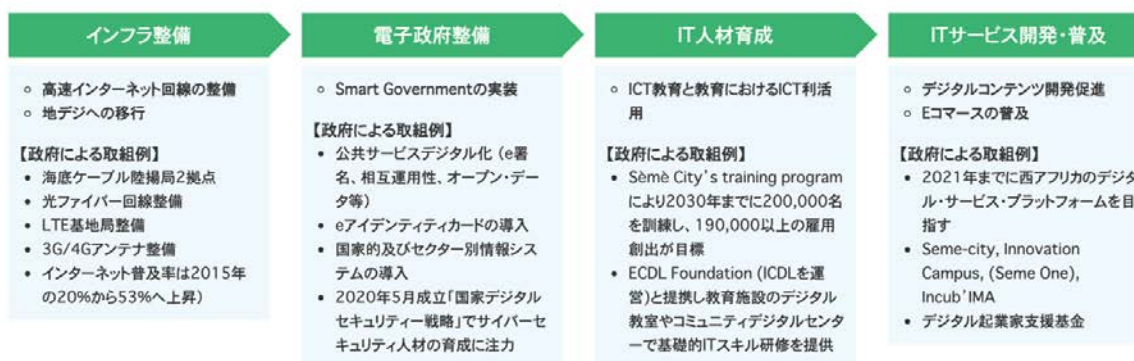 インフラ整備
○ 高速インターネット回線の整備
○ 地デジへの移行
【政府による取組例】
• 海底ケーブル陸揚局2拠点
• 光ファイバー回線整備
• LTE基地局整備
• 3G/4Gアンテナ整備
• インターネット普及率は2015年
の20%から53%へ上昇）
電子政府整備
○ Smart Governmentの実装
【政府による取組例】
• 公共サービスデジタル化（e署
名、相互運用性、オープン・デー
タ等）
• eアイデンティティカードの導入
• 国家的及びセクター別情報シス
テムの導入
• 2020年5月成立「国家デジタル
セキュリティー戦略」でサイバーセ
キュリティ人材の育成に注力
IT人材育成
○ ICT教育と教育におけるICT利活
用
【政府による取組例】
• Sèmè City's training program
により2030年までに200,000名
を訓練し、190,000以上の雇用
創出が目標
• ECDL Foundation (ICDLを運
営)と提携し教育施設のデジタル
教室やコミュニティデジタルセンタ
ーで基礎的ITスキル研修を提供
ITサービス開発・普及
○ デジタルコンテンツ開発促進
○ Eコマースの普及
【政府による取組例】
• 2021年までに西アフリカのデジタ
ル・サービス・プラットフォームを目
指す
• Seme-city, Innovation
Campus, (Seme One),
Incub'IMA
• デジタル起業家支援基金